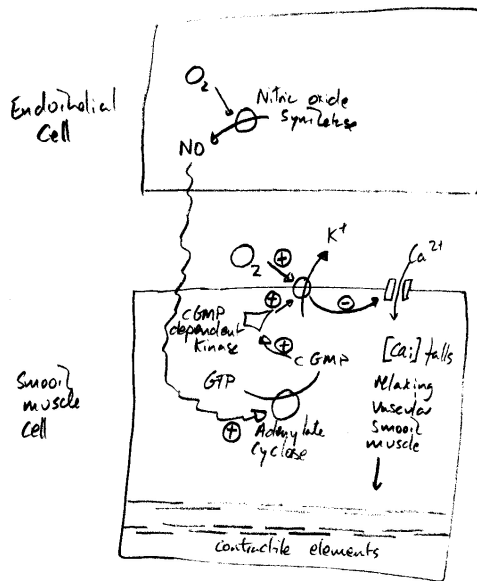 Endothelial
Cell
O2
Nitric oxide
Synthetase
NO
K+
Ca2+
O2
+
+
-
cGMP
dependent
Kinase
+
cGMP
[Cai] falls
GTP
relaxing
Vascular
Smooth
muscle
Smooth
muscle
Cell
+
Adenylate
Cyclase
contractile elements